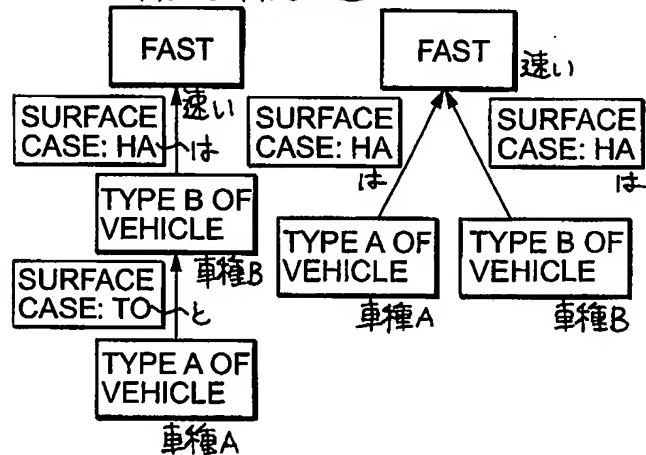 FAST
速い
SURFACE
CASE: HA は
TYPE B OF
VEHICLE
車種B
SURFACE
CASE: TO と
TYPE A OF
VEHICLE
車種A
FAST
速い
SURFACE
CASE: HA
は
SURFACE
CASE: HA
は
TYPE A OF
VEHICLE
車種A
TYPE B OF
VEHICLE
車種B